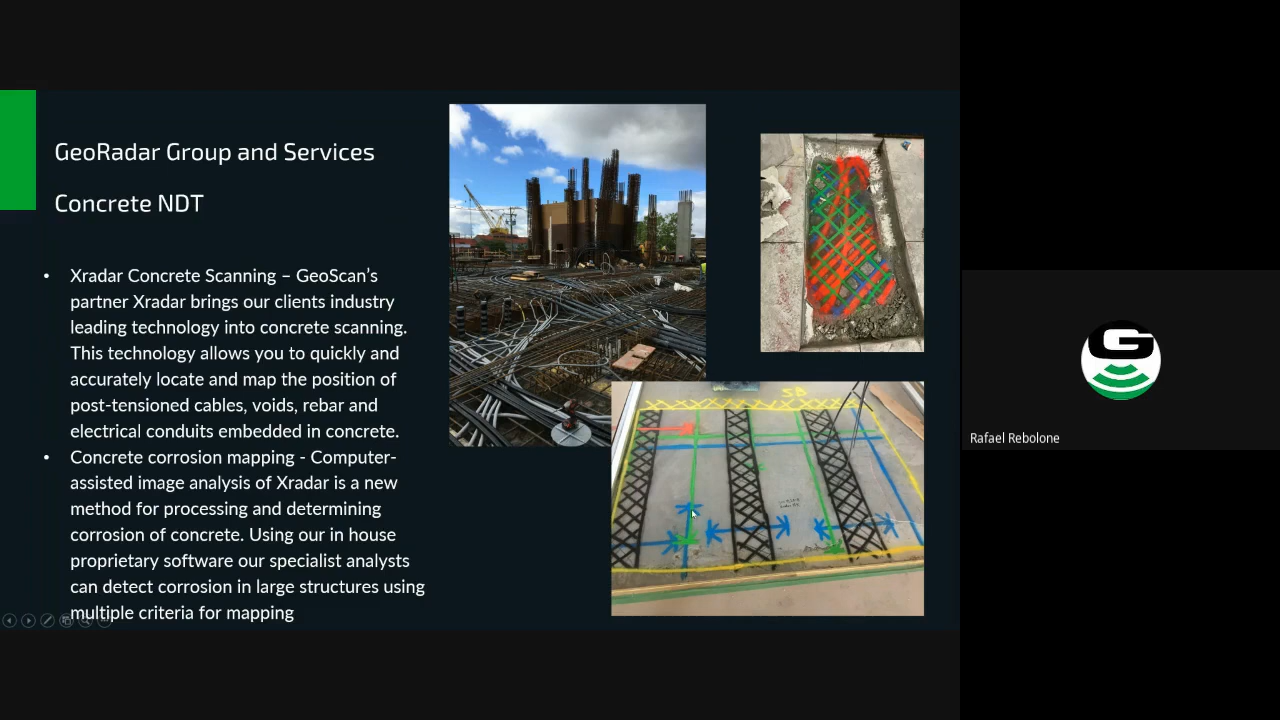 GeoRadar Group and Services
Concrete NDT
• Xradar Concrete Scanning – GeoScan’s
partner Xradar brings our clients industry
leading technology into concrete scanning.
This technology allows you to quickly and
accurately locate and map the position of
post-tensioned cables, voids, rebar and
electrical conduits embedded in concrete.
• Concrete corrosion mapping - Computer-
assisted image analysis of Xradar is a new
method for processing and determining
corrosion of concrete. Using our in house
proprietary software our specialist analysts
can detect corrosion in large structures using
multiple criteria for mapping
G
Rafael Rebolone